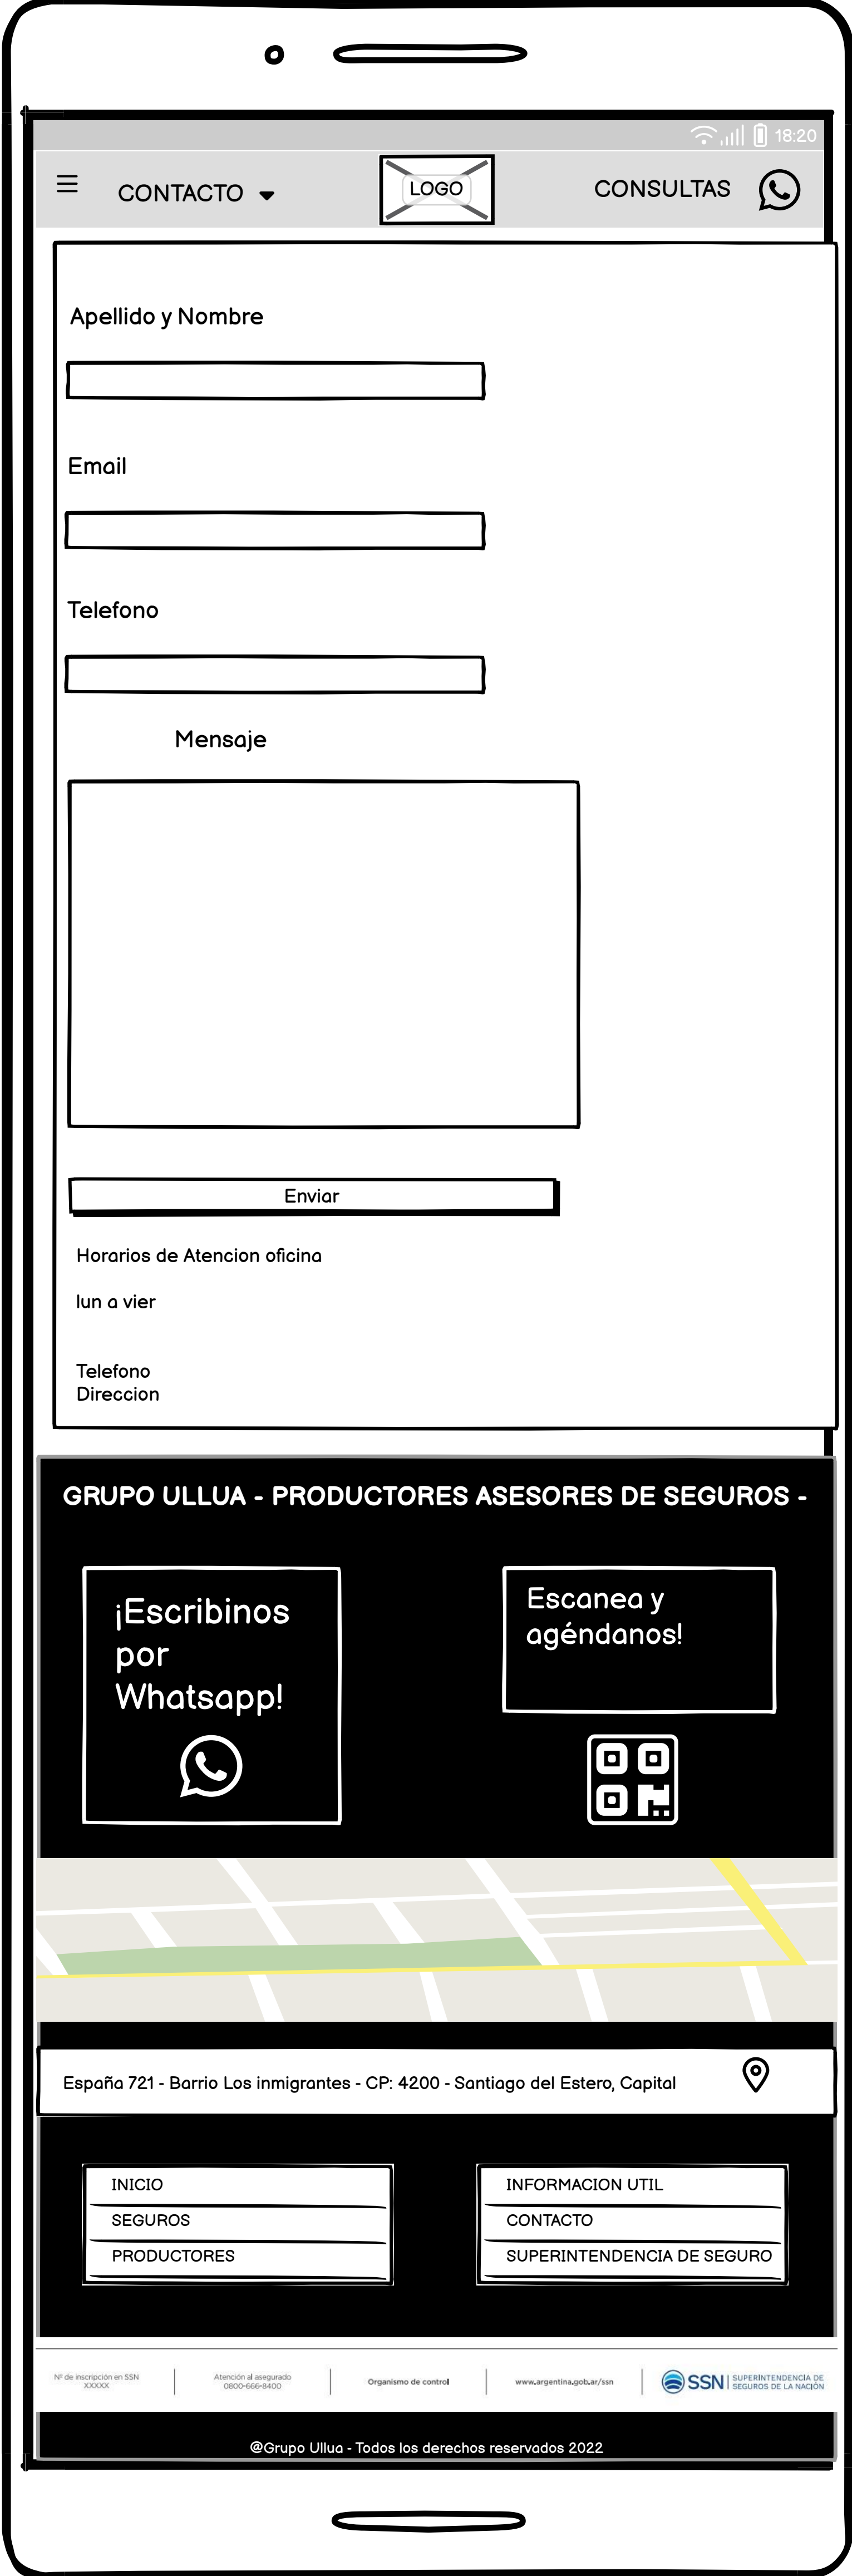 18:20
CONTACTO
LOGO
CONSULTAS
Apellido y Nombre
Email
Telefono
Mensaje
Enviar
Horarios de Atencion oficina
lun a vier
Telefono
Direccion
GRUPO ULLUA - PRODUCTORES ASESORES DE SEGUROS -
¡Escribinos
por
Whatsapp!
Escanea y
agéndanos!
España 721 - Barrio Los inmigrantes - CP: 4200 - Santiago del Estero, Capital
INICIO
SEGUROS
PRODUCTORES
INFORMACION UTIL
CONTACTO
SUPERINTENDENCIA DE SEGURO
Nº de inscripción en SSN
XXXXX
Atención al asegurado
0800-666-8400
Organismo de control
www.argentina.gob.ar/ssn
SSN
SUPERINTENDENCIA DE
SEGUROS DE LA NACIÓN
@Grupo Ullua - Todos los derechos reservados 2022